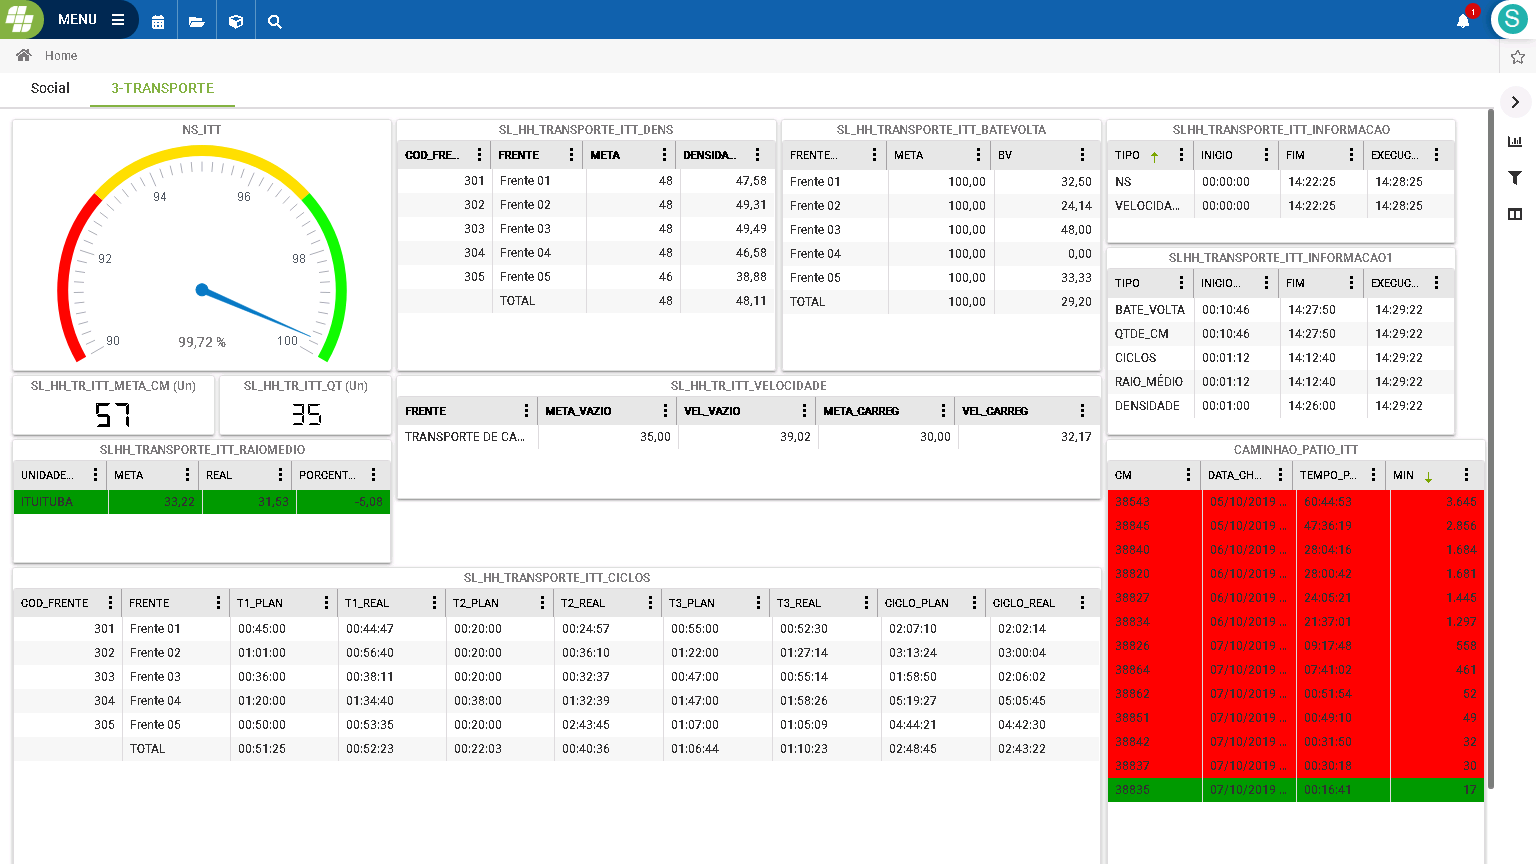 MENU
1
S
Home
Social
3-TRANSPORTE
NS_ITT
90
92
94
96
98
100
99,72 %
SL_HH_TRANSPORTE_ITT_DENS
COD_FRE... FRENTE META DENSIDA...
301 Frente 01 48 47,58
302 Frente 02 48 49,31
303 Frente 03 48 49,49
304 Frente 04 48 46,58
305 Frente 05 46 38,88
TOTAL 48 48,11
SL_HH_TRANSPORTE_ITT_BATEVOLTA
FRENTE... META BV
Frente 01 100,00 32,50
Frente 02 100,00 24,14
Frente 03 100,00 48,00
Frente 04 100,00 0,00
Frente 05 100,00 33,33
TOTAL 100,00 29,20
SLHH_TRANSPORTE_ITT_INFORMACAO
TIPO INICIO FIM EXECUC...
NS 00:00:00 14:22:25 14:28:25
VELOCIDA... 00:00:00 14:22:25 14:28:25
SLHH_TRANSPORTE_ITT_INFORMACAO1
TIPO INICIO... FIM EXECUC...
BATE_VOLTA 00:10:46 14:27:50 14:29:22
QTDE_CM 00:10:46 14:27:50 14:29:22
CICLOS 00:01:12 14:12:40 14:29:22
RAIO_MÉDIO 00:01:12 14:12:40 14:29:22
DENSIDADE 00:01:00 14:26:00 14:29:22
SL_HH_TR_ITT_META_CM (Un)
57
SL_HH_TR_ITT_QT (Un)
35
SL_HH_TR_ITT_VELOCIDADE
FRENTE META_VAZIO VEL_VAZIO META_CARREG VEL_CARREG
TRANSPORTE DE CA... 35,00 39,02 30,00 32,17
SLHH_TRANSPORTE_ITT_RAIOMEDIO
UNIDADE... META REAL PORCENT...
ITUITUBA 33,22 31,53 -5,08
CAMINHAO_PATIO_ITT
CM DATA_CH... TEMPO_P... MIN
38543 05/10/2019 ... 60:44:53 3.645
38845 05/10/2019 ... 47:36:19 2.856
38840 06/10/2019 ... 28:04:16 1.684
38820 06/10/2019 ... 28:00:42 1.681
38827 06/10/2019 ... 24:05:21 1.445
38834 06/10/2019 ... 21:37:01 1.297
38826 07/10/2019 ... 09:17:48 558
38864 07/10/2019 ... 07:41:02 461
38862 07/10/2019 ... 00:51:54 52
38851 07/10/2019 ... 00:49:10 49
38842 07/10/2019 ... 00:31:50 32
38837 07/10/2019 ... 00:30:18 30
38835 07/10/2019 ... 00:16:41 17
SL_HH_TRANSPORTE_ITT_CICLOS
COD_FRENTE FRENTE T1_PLAN T1_REAL T2_PLAN T2_REAL T3_PLAN T3_REAL CICLO_PLAN CICLO_REAL
301 Frente 01 00:45:00 00:44:47 00:20:00 00:24:57 00:55:00 00:52:30 02:07:10 02:02:14
302 Frente 02 01:01:00 00:56:40 00:20:00 00:36:10 01:22:00 01:27:14 03:13:24 03:00:04
303 Frente 03 00:36:00 00:38:11 00:20:00 00:32:37 00:47:00 00:55:14 01:58:50 02:06:02
304 Frente 04 01:20:00 01:34:40 00:38:00 01:32:39 01:47:00 01:58:26 05:19:27 05:05:45
305 Frente 05 00:50:00 00:53:35 00:20:00 02:43:45 01:07:00 01:05:09 04:44:21 04:42:30
TOTAL 00:51:25 00:52:23 00:22:03 00:40:36 01:06:44 01:10:23 02:48:45 02:43:22